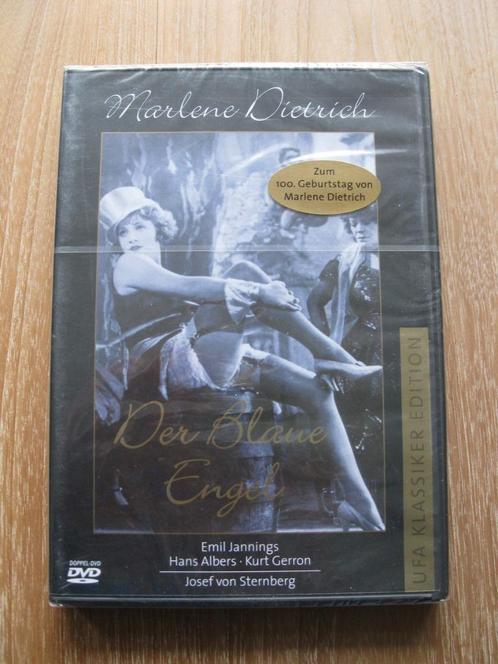 Marlene Dietrich
Zum
100. Geburtstag von
Marlene Dietrich
Der Blaue
Engel
UFA KLASSIKER EDITION
Emil Jannings
Hans Albers · Kurt Gerron
Josef von Sternberg
DOPPEL-DVD
DVD